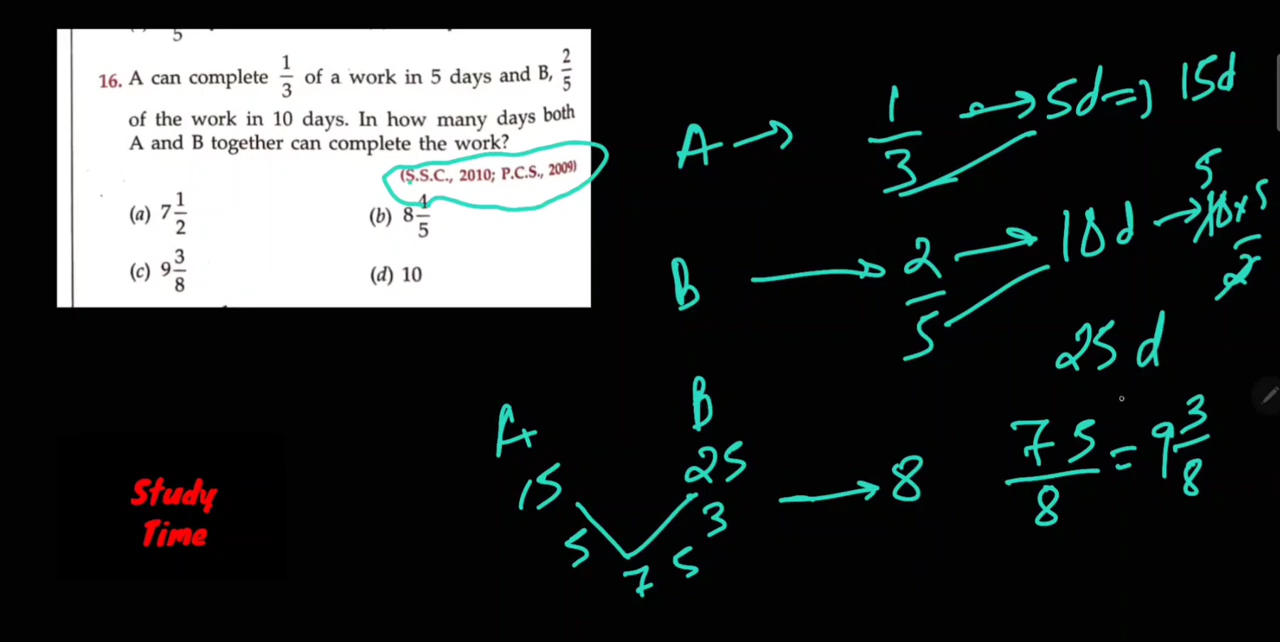 5
16. A can complete 1/3 of a work in 5 days and B, 2/5
of the work in 10 days. In how many days both
A and B together can complete the work?
(S.S.C., 2010; P.C.S., 2009)
(a) 7 1/2
(b) 8 4/5
(c) 9 3/8
(d) 10
A → 1/3 → 5d ⇒ 15d
B → 2/5 → 10d → 10×5/2
5
25 d
A B
15 25 → 8
5 3
75
75/8 = 9 3/8
Study
Time